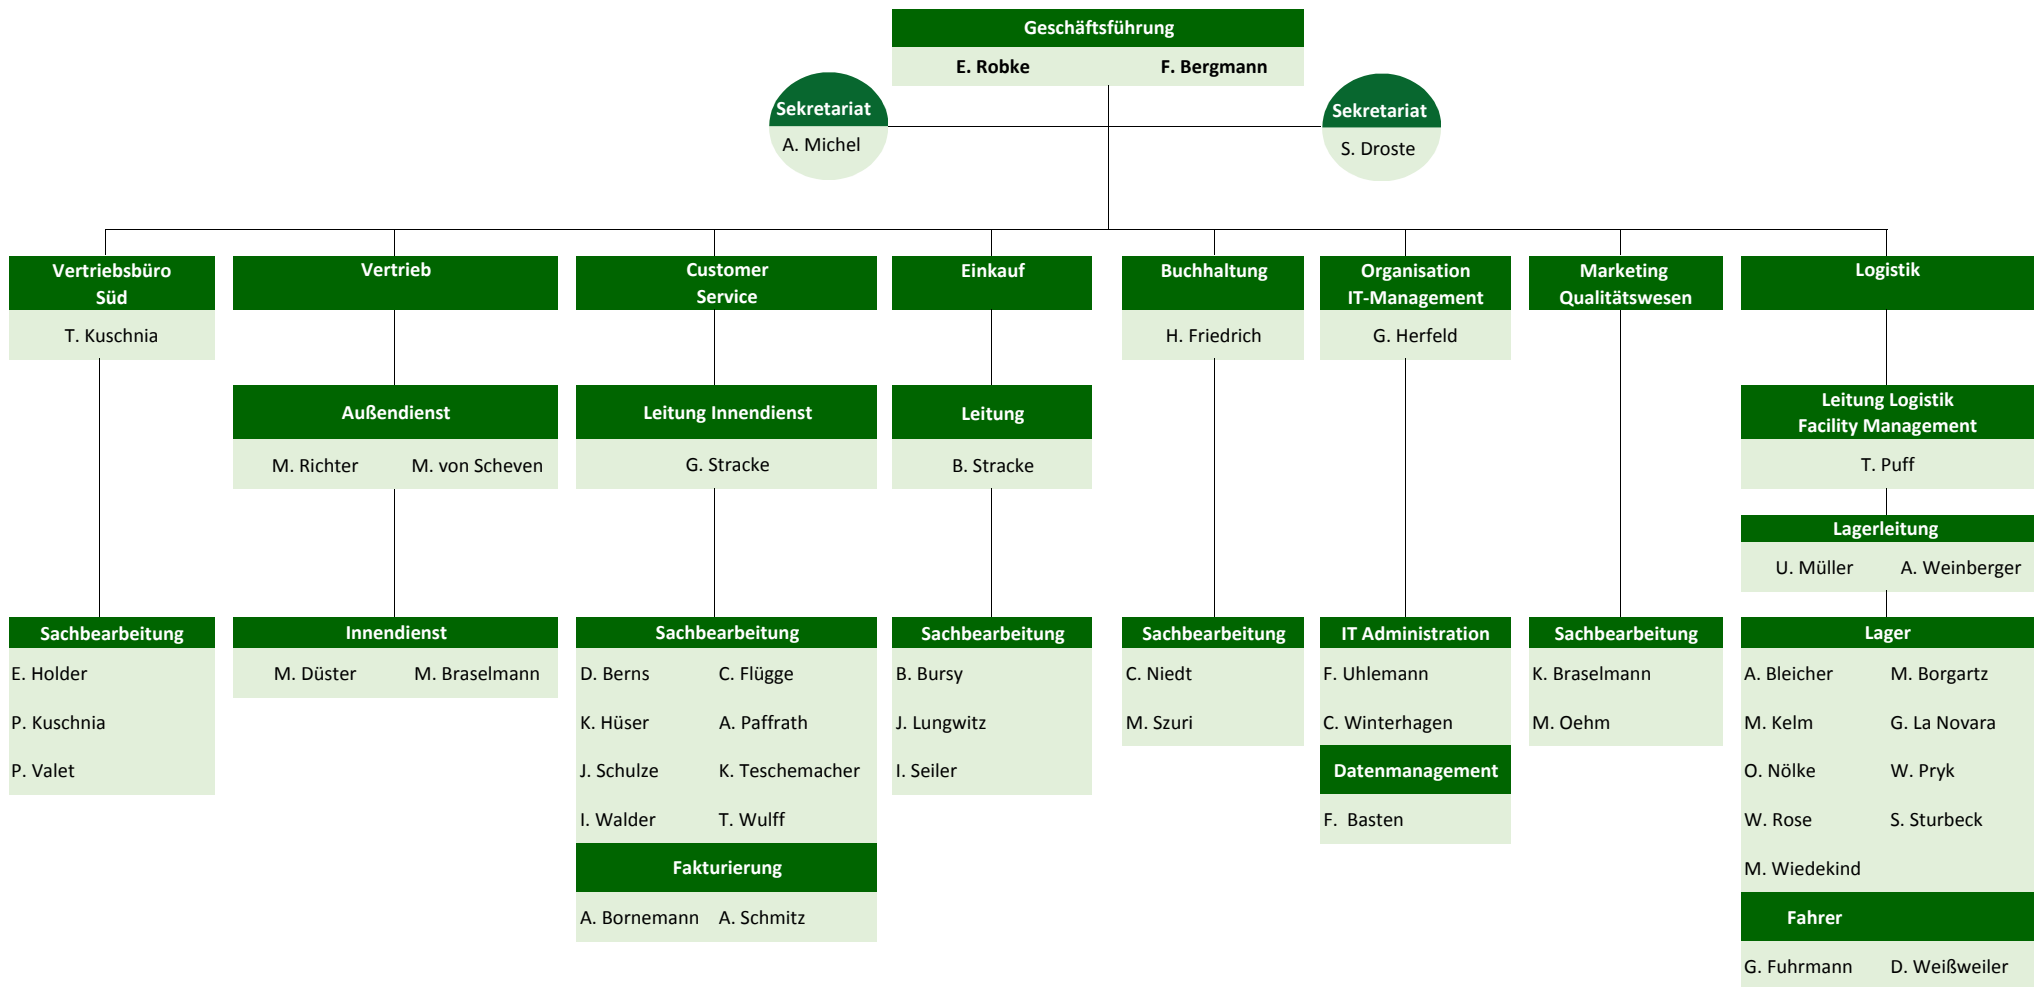 Geschäftsführung
E. Robke F. Bergmann
Sekretariat
A. Michel
Sekretariat
S. Droste
Vertriebsbüro
Süd
T. Kuschnia
Sachbearbeitung
E. Holder
P. Kuschnia
P. Valet
Vertrieb
Außendienst
M. Richter M. von Scheven
Innendienst
M. Düster M. Braselmann
Customer
Service
Leitung Innendienst
G. Stracke
Sachbearbeitung
D. Berns C. Flügge
K. Hüser A. Paffrath
J. Schulze K. Teschemacher
I. Walder T. Wulff
Fakturierung
A. Bornemann A. Schmitz
Einkauf
Leitung
B. Stracke
Sachbearbeitung
B. Bursy
J. Lungwitz
I. Seiler
Buchhaltung
H. Friedrich
Sachbearbeitung
C. Niedt
M. Szuri
Organisation
IT-Management
G. Herfeld
IT Administration
F. Uhlemann
C. Winterhagen
Datenmanagement
F. Basten
Marketing
Qualitätswesen
Sachbearbeitung
K. Braselmann
M. Oehm
Logistik
Leitung Logistik
Facility Management
T. Puff
Lagerleitung
U. Müller A. Weinberger
Lager
A. Bleicher M. Borgartz
M. Kelm G. La Novara
O. Nölke W. Pryk
W. Rose S. Sturbeck
M. Wiedekind
Fahrer
G. Fuhrmann D. Weißweiler